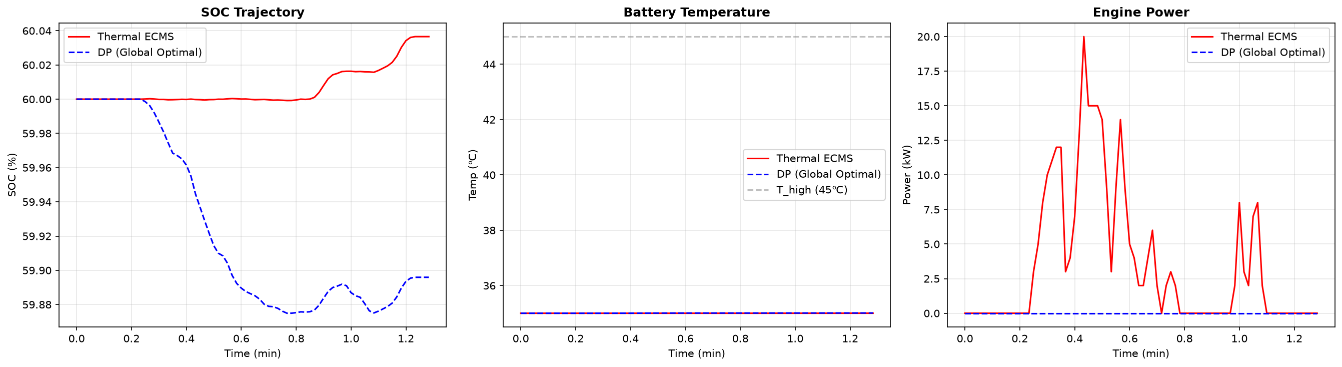 SOC Trajectory
Thermal ECMS
DP (Global Optimal)
SOC (%)
60.04
60.02
60.00
59.98
59.96
59.94
59.92
59.90
59.88
0.0 0.2 0.4 0.6 0.8 1.0 1.2
Time (min)
Battery Temperature
Thermal ECMS
DP (Global Optimal)
T_high (45℃)
Temp (℃)
44
42
40
38
36
0.0 0.2 0.4 0.6 0.8 1.0 1.2
Time (min)
Engine Power
Thermal ECMS
DP (Global Optimal)
Power (kW)
20.0
17.5
15.0
12.5
10.0
7.5
5.0
2.5
0.0
0.0 0.2 0.4 0.6 0.8 1.0 1.2
Time (min)